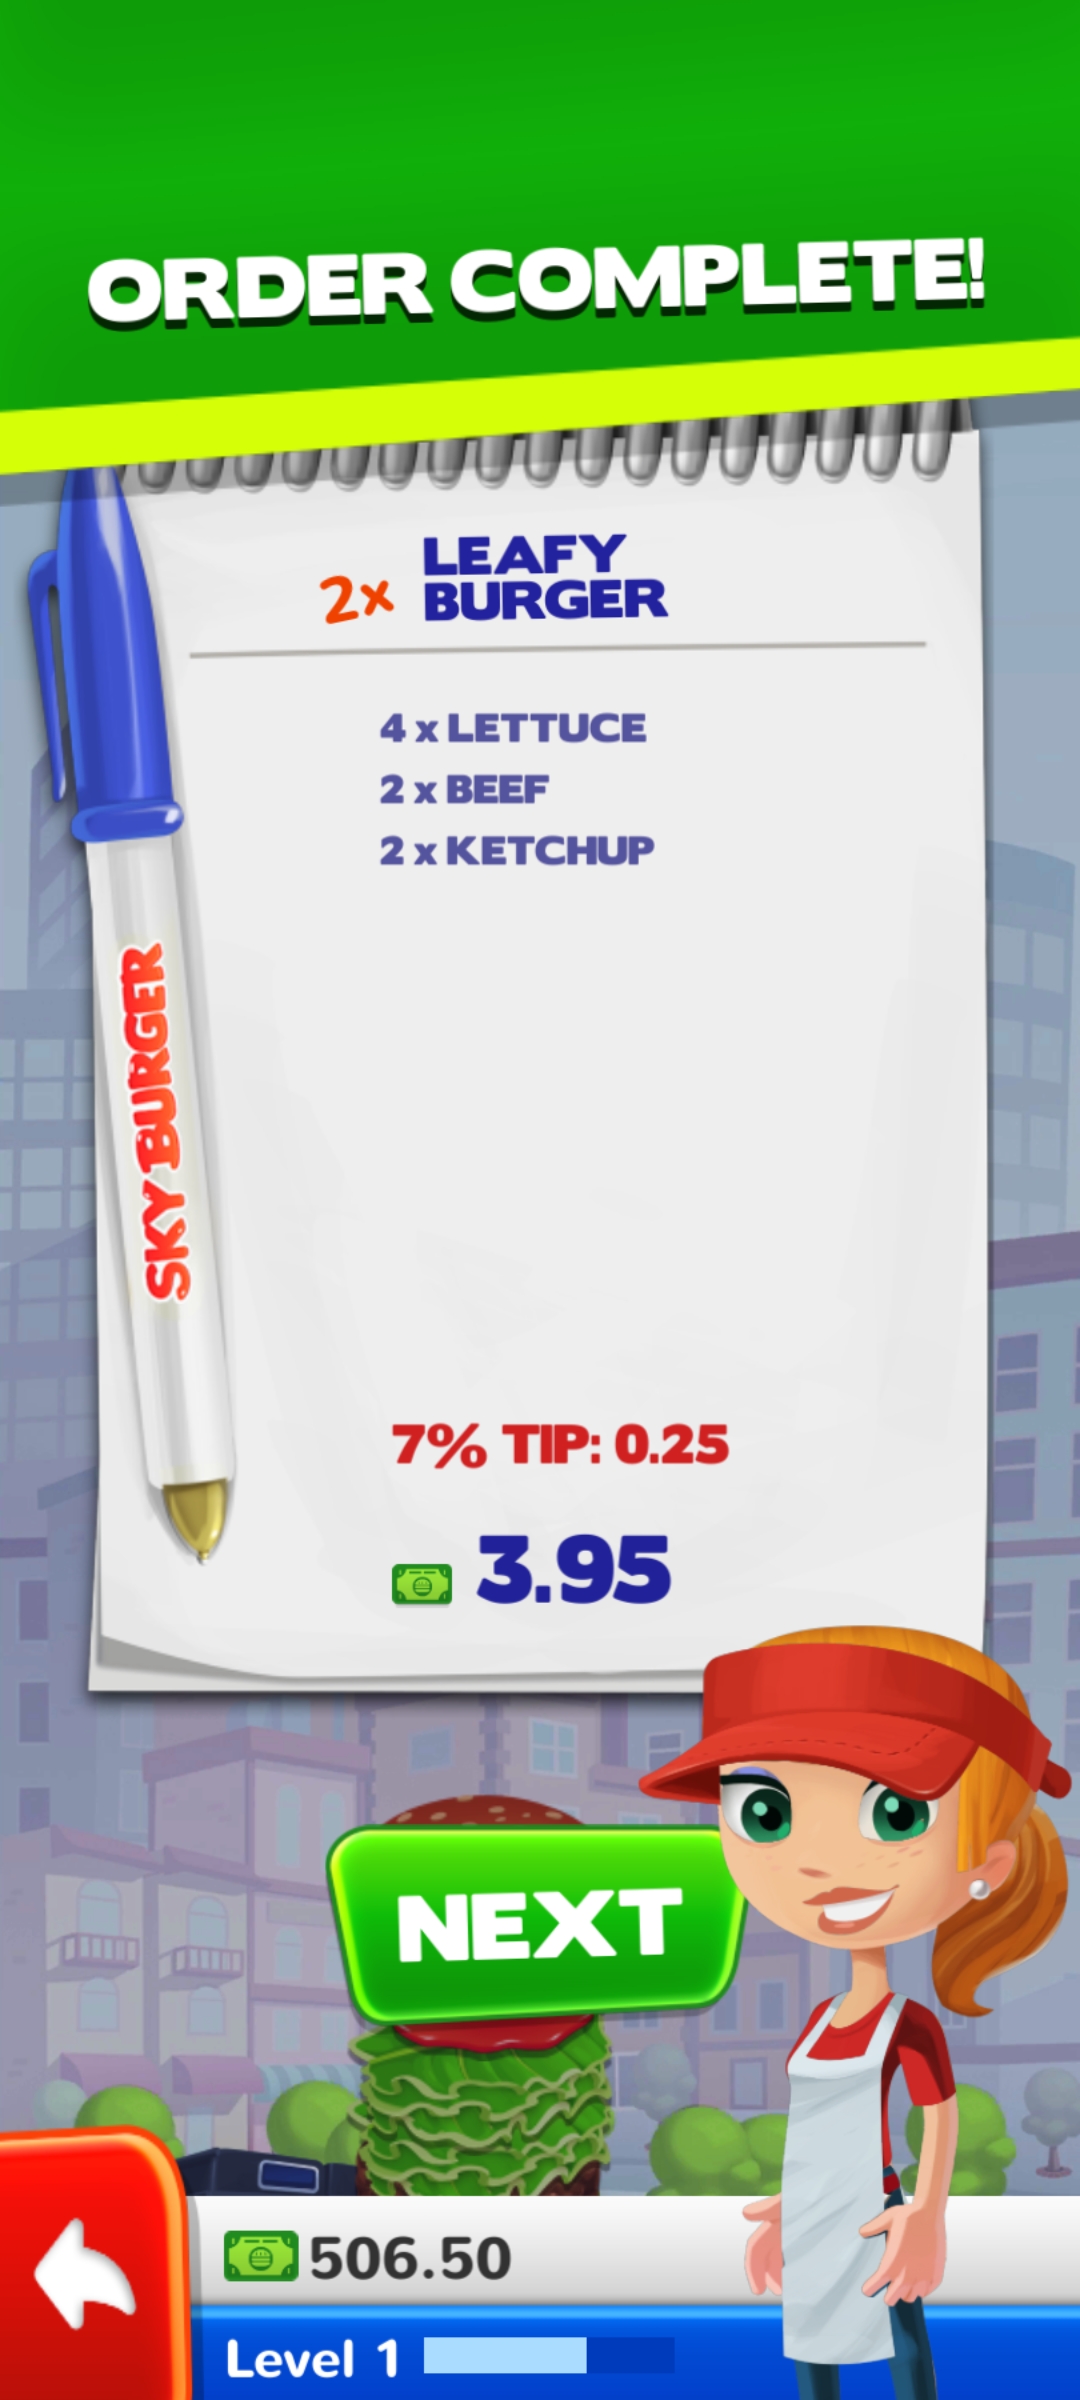 ORDER COMPLETE!
2x LEAFY
BURGER
4 x LETTUCE
2 x BEEF
2 x KETCHUP
SKY BURGER
7% TIP: 0.25
3.95
NEXT
506.50
Level 1